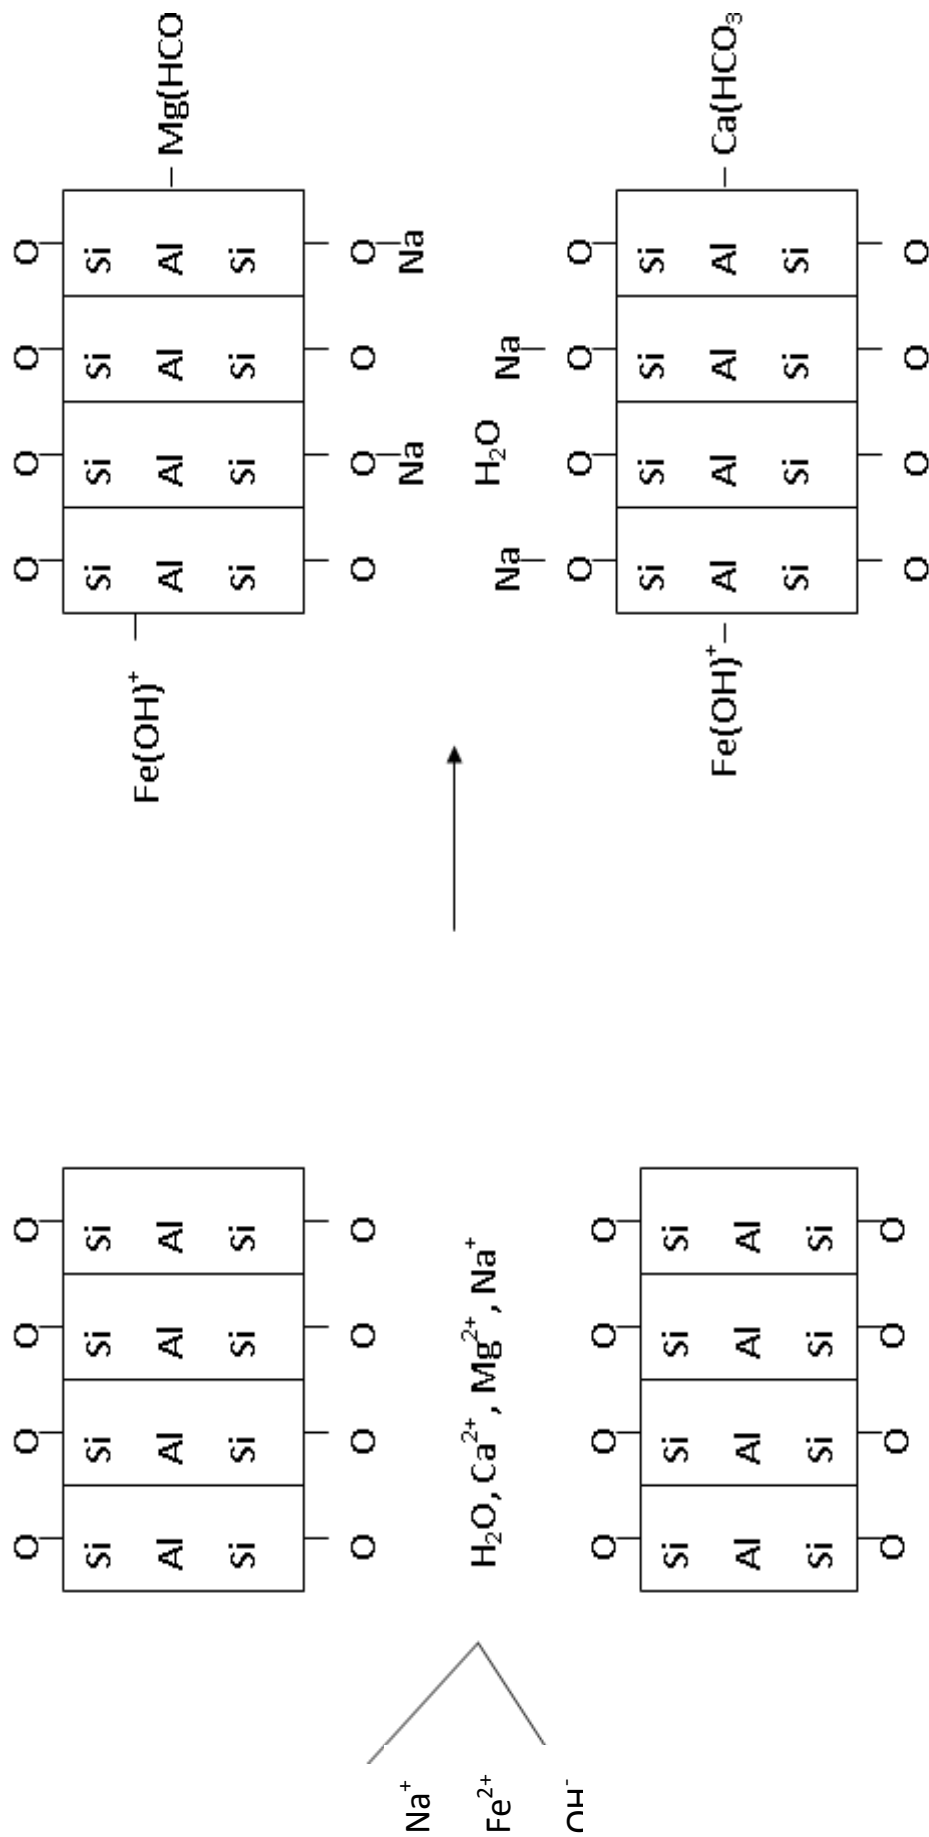 O O O O
Si Si Si Si
Al Al Al Al
Si Si Si Si
O O O O
Na⁺
Fe²⁺
OH⁻
H₂O, Ca²⁺, Mg²⁺, Na⁺
O O O O
Si Si Si Si
Al Al Al Al
Si Si Si Si
O O O O
O O O O
Si Si Si Si
Fe(OH)⁺
Al Al Al Al Mg(HCO
Si Si Si Si
O O O O
Na Na
H₂O
Na Na
O O O O
Si Si Si Si
Fe(OH)⁺ Al Al Al Al Ca(HCO₃
Si Si Si Si
O O O O